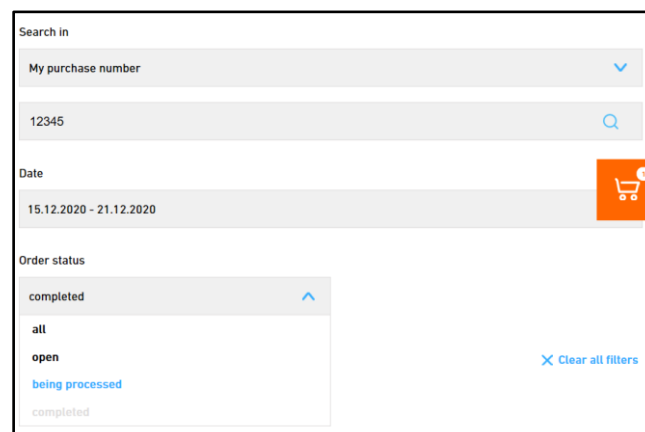 Search in
My purchase number
12345
Date
15.12.2020 - 21.12.2020
Order status
completed
all
open
being processed
Clear all filters
completed